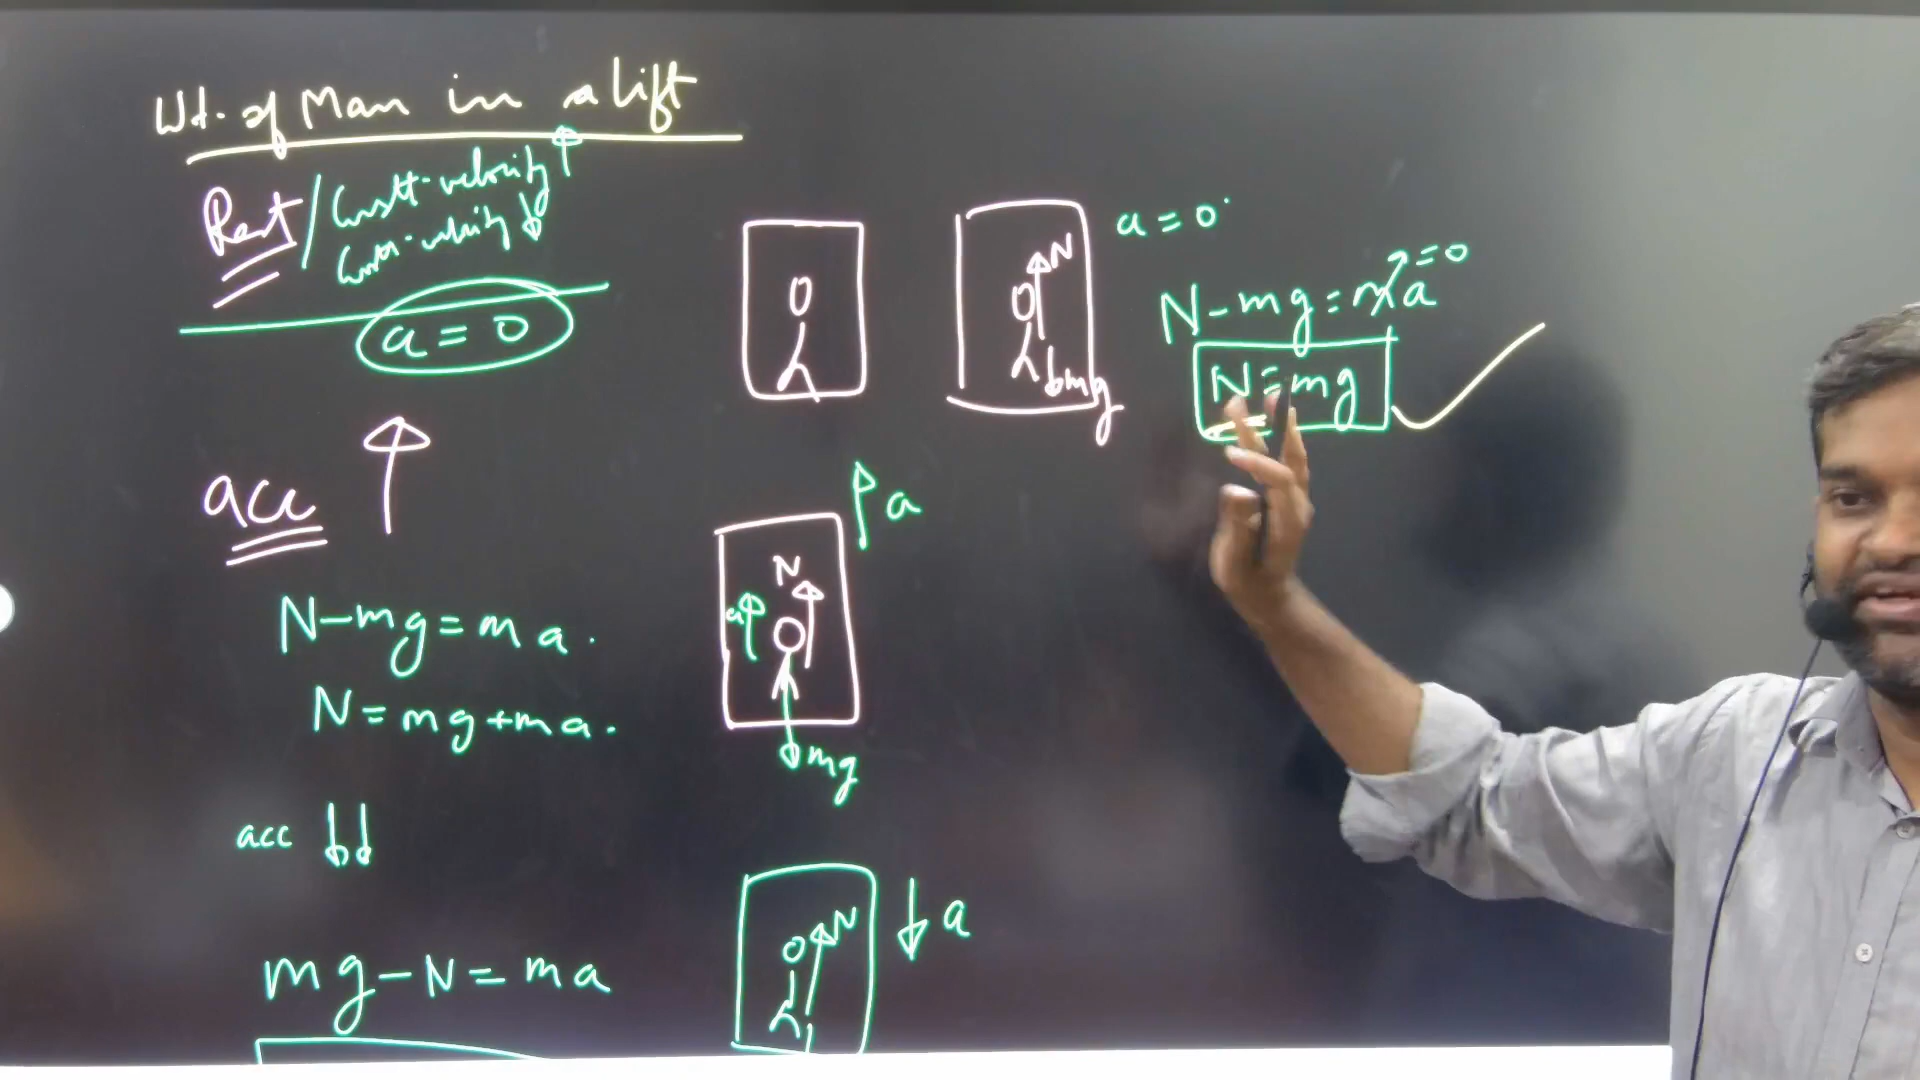 Wt. of Man in a lift
Rest / Constt. velocity ↑
Const. velocity ↓
a = 0
a = 0
N - mg = ma = 0
N = mg
N
mg
acc ↑
a
N
a
mg
N - mg = ma.
N = mg + ma.
acc ↓↓
a
N
mg - N = ma